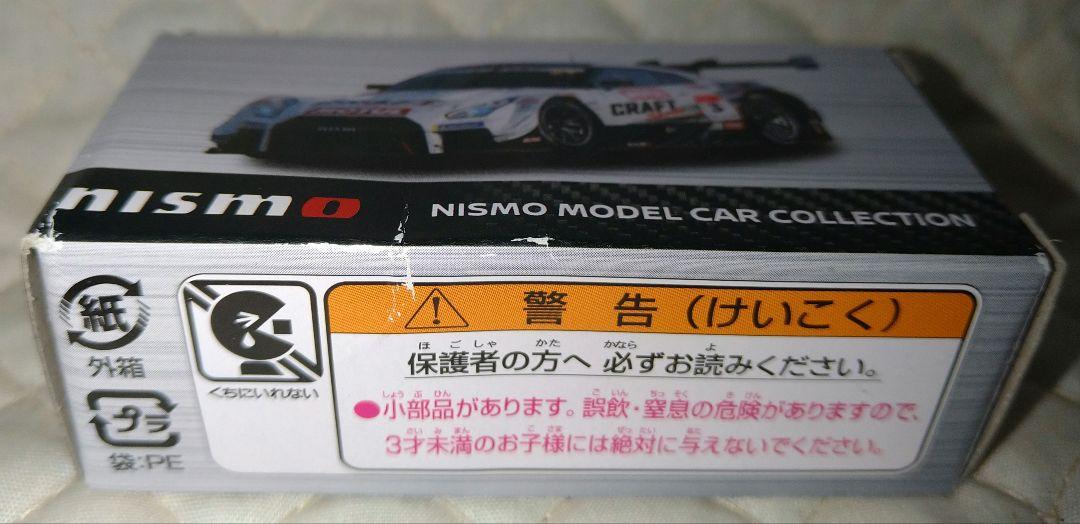 CRAFT
NISMO
nismo
NISMO MODEL CAR COLLECTION
紙
外箱
プラ
袋:PE
くちにいれない
警告(けいこく)
ほごしゃ かた かなら よ
保護者の方へ 必ずお読みください。
しょうぶひん ごいん ちっそく きけん
●小部品があります。誤飲・窒息の危険がありますので、
さいみまん こさま ぜったい あた
3才未満のお子様には絶対に与えないでください。